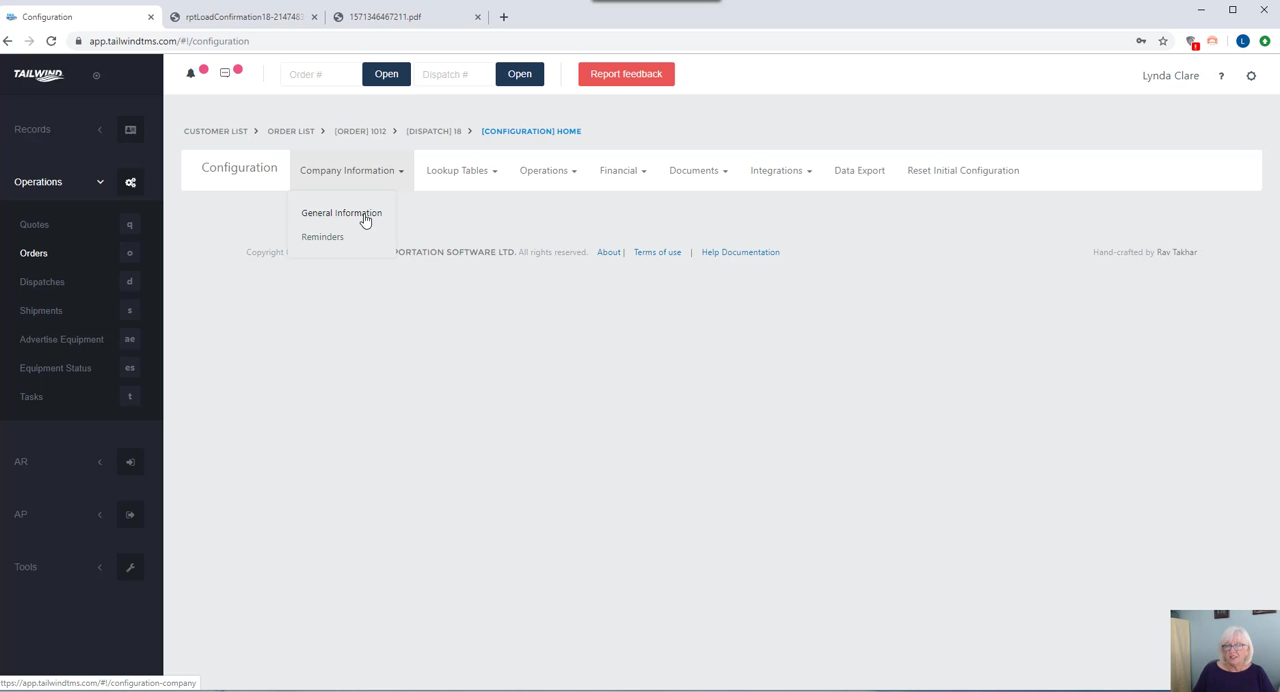 Configuration
rptLoadConfirmation18-2147483
1571346467211.pdf
app.tailwindtms.com/#!/configuration
L
TAILWIND
Order #
Open
Dispatch #
Open
Report feedback
Lynda Clare
?
Records
CUSTOMER LIST > ORDER LIST > [ORDER] 1012 > [DISPATCH] 18 > [CONFIGURATION] HOME
Configuration
Company Information
Lookup Tables
Operations
Financial
Documents
Integrations
Data Export
Reset Initial Configuration
Operations
General Information
Reminders
Quotes q
Orders o
Dispatches d
Shipments s
Advertise Equipment ae
Equipment Status es
Tasks t
Copyright
PORTATION SOFTWARE LTD. All rights reserved. About | Terms of use | Help Documentation
Hand-crafted by Rav Takhar
AR
AP
Tools
ttps://app.tailwindtms.com/#!/configuration-company